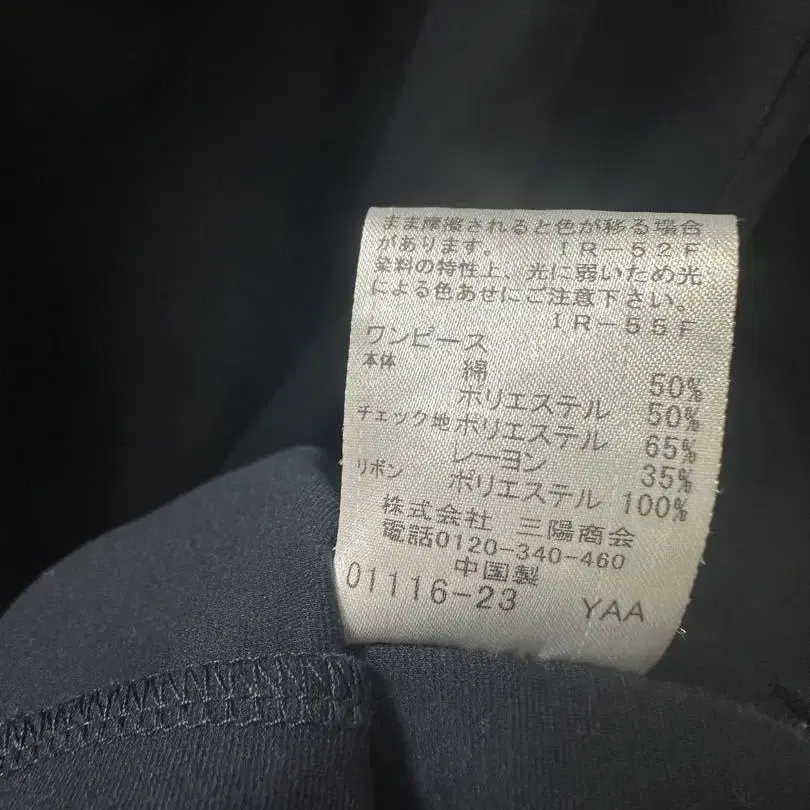 まま摩擦されると色が移る場合
があります。 IR-52F
染料の特性上、光に弱いため光
による色あせにご注意下さい。
IR-55F
ワンピース
本体 綿 50%
ポリエステル 50%
チェック地 ポリエステル 65%
レーヨン 35%
リボン ポリエステル 100%
株式会社 三陽商会
電話0120-340-460
中国製
01116-23 YAA